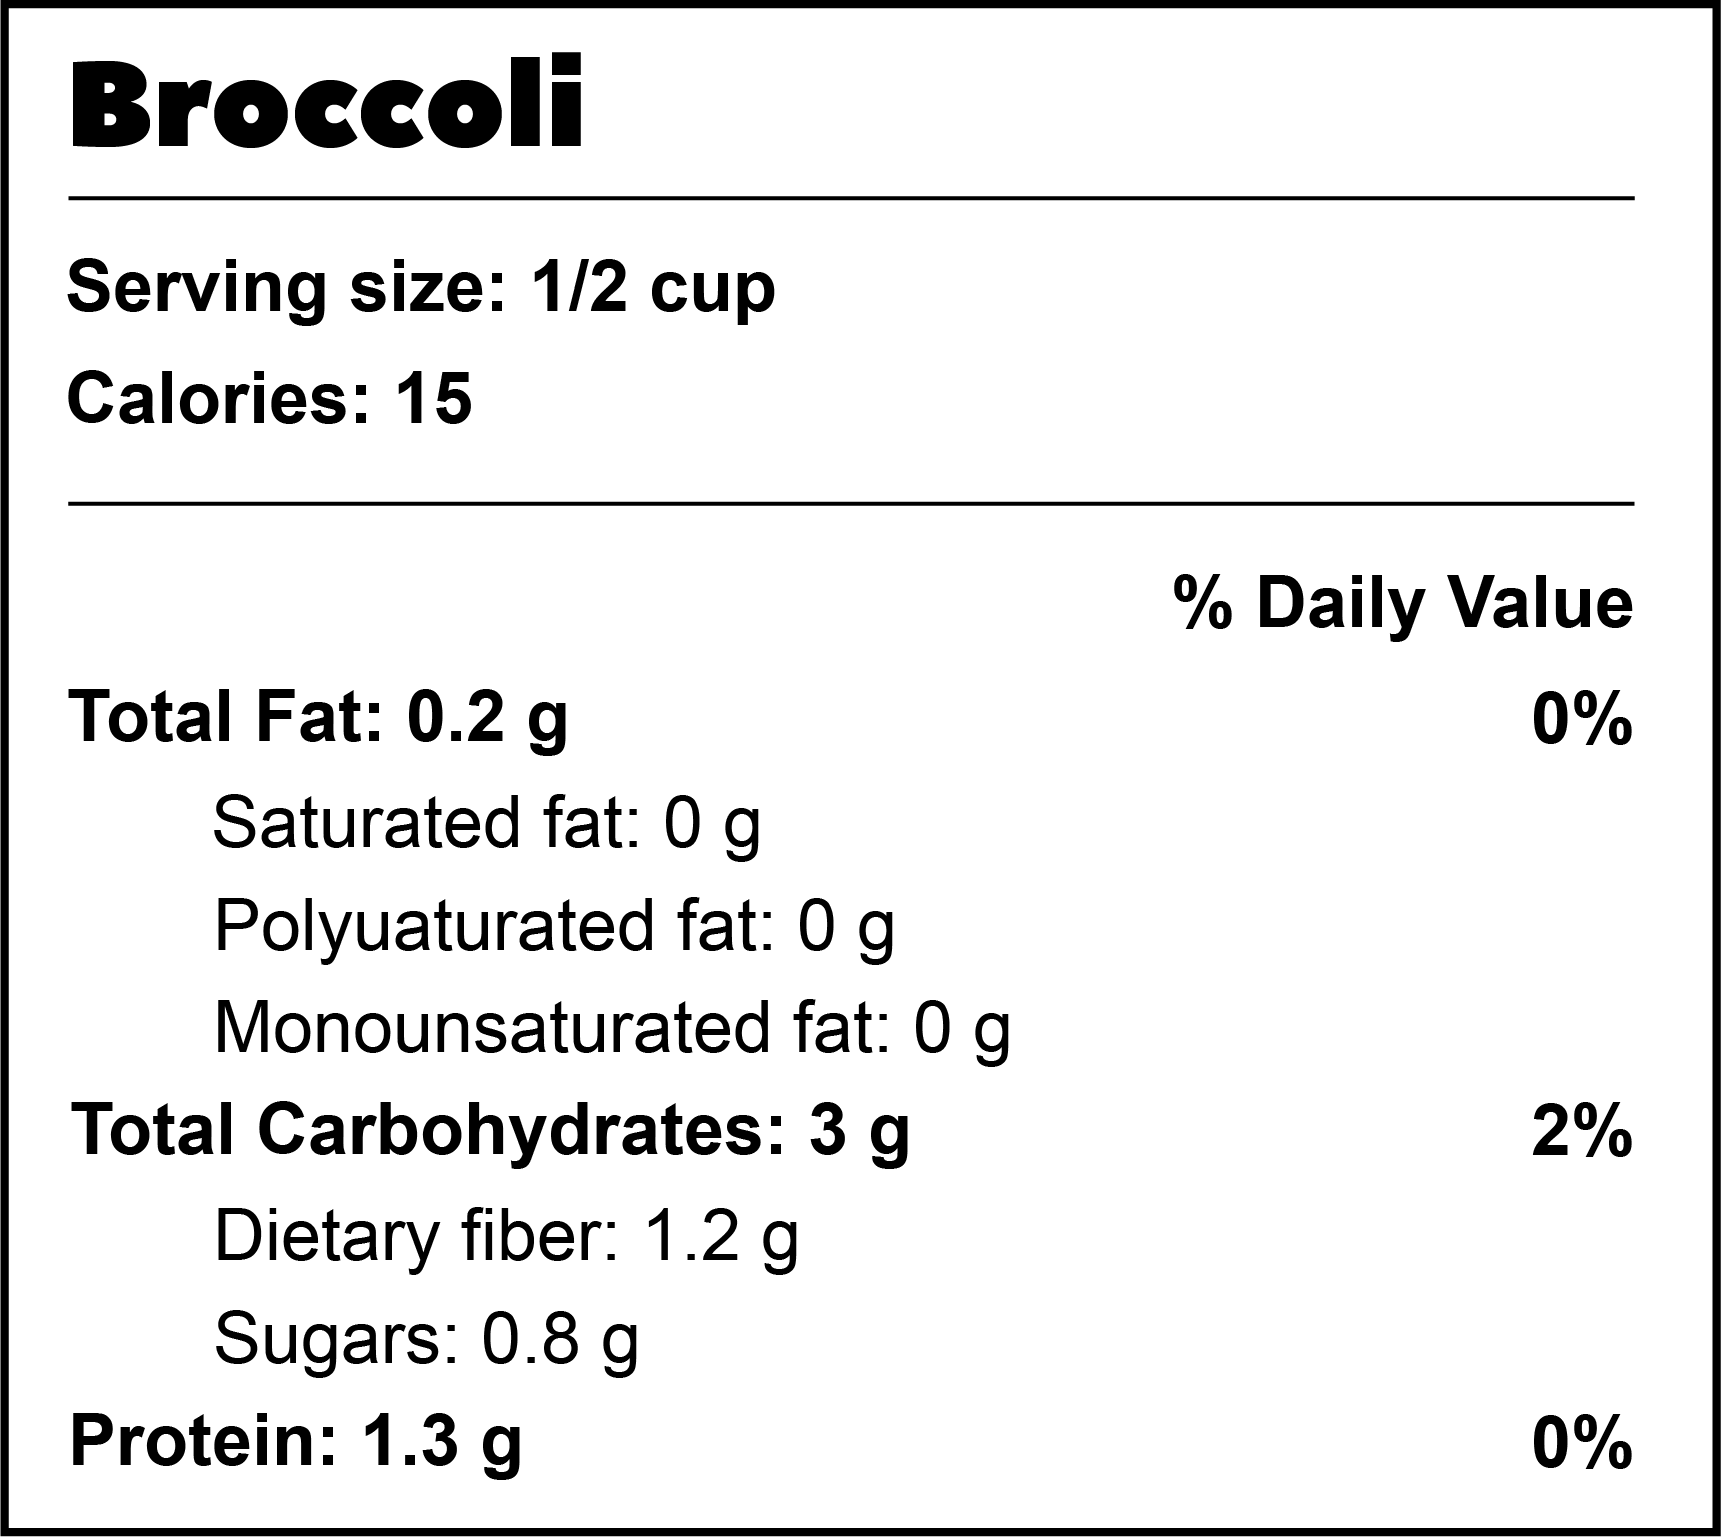 Broccoli
Serving size: 1/2 cup
Calories: 15
% Daily Value
Total Fat: 0.2 g 0%
Saturated fat: 0 g
Polyuaturated fat: 0 g
Monounsaturated fat: 0 g
Total Carbohydrates: 3 g 2%
Dietary fiber: 1.2 g
Sugars: 0.8 g
Protein: 1.3 g 0%